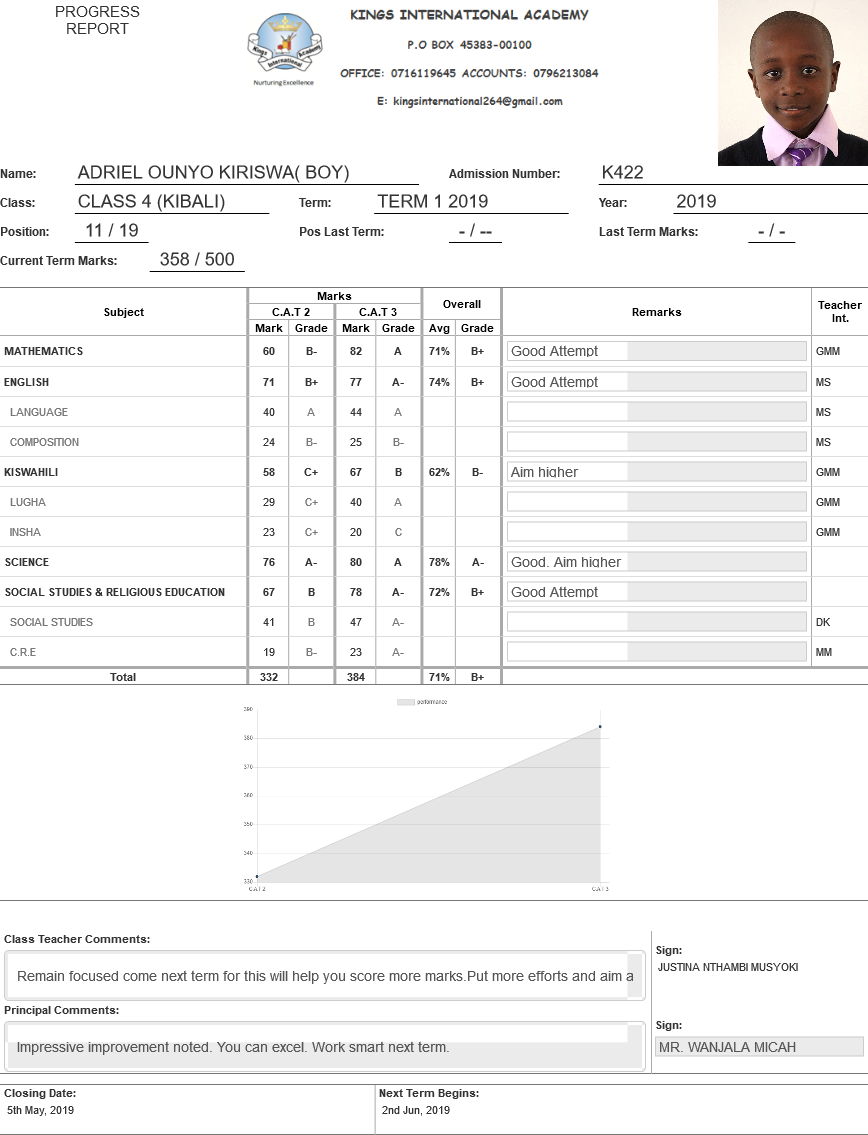 PROGRESS
REPORT
KINGS INTERNATIONAL ACADEMY
P.O BOX 45383-00100
OFFICE: 0716119645 ACCOUNTS: 0796213084
E: kingsinternational264@gmail.com
Kings International Academy
Nurturing Excellence
Name: ADRIEL OUNYO KIRISWA( BOY) Admission Number: K422
Class: CLASS 4 (KIBALI) Term: TERM 1 2019 Year: 2019
Position: 11 / 19 Pos Last Term: - / -- Last Term Marks: - / -
Current Term Marks: 358 / 500
Subject Marks Overall Remarks Teacher Int.
C.A.T 2 C.A.T 3
Mark Grade Mark Grade Avg Grade
MATHEMATICS 60 B- 82 A 71% B+ Good Attempt GMM
ENGLISH 71 B+ 77 A- 74% B+ Good Attempt MS
LANGUAGE 40 A 44 A MS
COMPOSITION 24 B- 25 B- MS
KISWAHILI 58 C+ 67 B 62% B- Aim higher GMM
LUGHA 29 C+ 40 A GMM
INSHA 23 C+ 20 C GMM
SCIENCE 76 A- 80 A 78% A- Good. Aim higher
SOCIAL STUDIES & RELIGIOUS EDUCATION 67 B 78 A- 72% B+ Good Attempt
SOCIAL STUDIES 41 B 47 A- DK
C.R.E 19 B- 23 A- MM
Total 332 384 71% B+
performance
390
380
370
360
350
340
330
C.A.T 2 C.A.T 3
Class Teacher Comments:
Remain focused come next term for this will help you score more marks.Put more efforts and aim a
Sign:
JUSTINA NTHAMBI MUSYOKI
Principal Comments:
Impressive improvement noted. You can excel. Work smart next term.
Sign:
MR. WANJALA MICAH
Closing Date: Next Term Begins:
5th May, 2019 2nd Jun, 2019